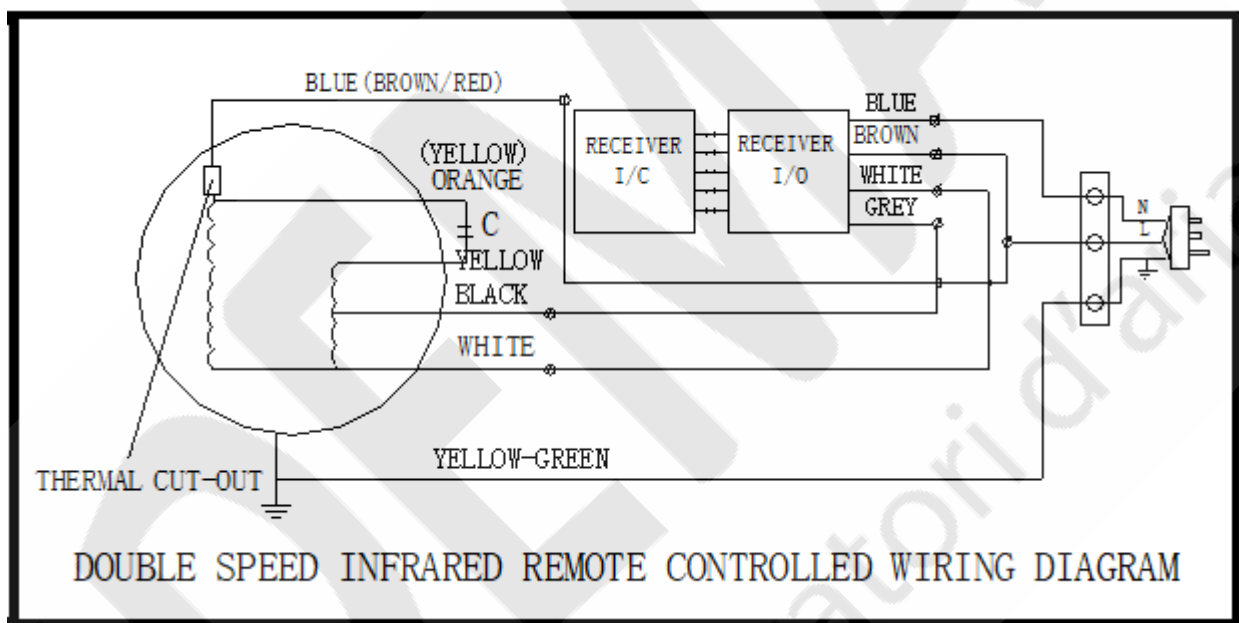 BLUE(BROWN/RED)
BLUE
BROWN
WHITE
GREY
RECEIVER
I/C
RECEIVER
I/O
(YELLOW)
ORANGE
C
YELLOW
BLACK
WHITE
N
L
YELLOW-GREEN
THERMAL CUT-OUT
DOUBLE SPEED INFRARED REMOTE CONTROLLED WIRING DIAGRAM